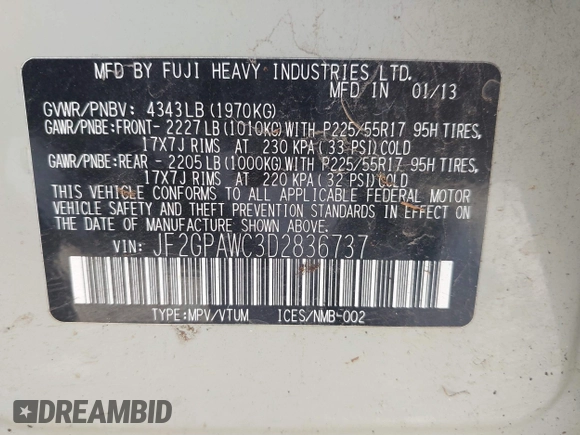 MFD BY FUJI HEAVY INDUSTRIES LTD.
MFD IN 01/13
GVWR/PNBV: 4343LB (1970KG)
GAWR/PNBE:FRONT- 2227LB(1010KG)WITH P225/55R17 95H TIRES,
17X7J RIMS AT 230 KPA (33 PSI)COLD
GAWR/PNBE:REAR - 2205LB(1000KG)WITH P225/55R17 95H TIRES,
17X7J RIMS AT 220 KPA (32 PSI)COLD
THIS VEHICLE CONFORMS TO ALL APPLICABLE FEDERAL MOTOR
VEHICLE SAFETY AND THEFT PREVENTION STANDARDS IN EFFECT ON
THE DATE OF MANUFACTURE SHOWN ABOVE
VIN: JF2GPAWC3D2836737
TYPE:MPV/VTUM ICES/NMB-002
DREAMBID